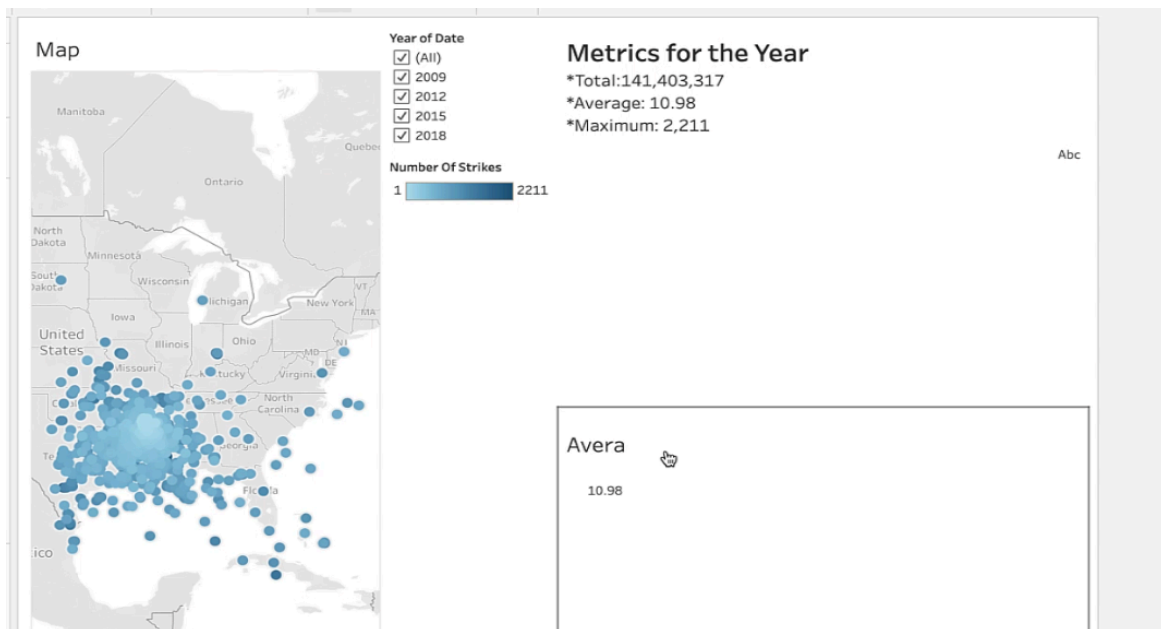 Map
Manitoba
Quebec
Ontario
North
Dakota
Minnesota
South
Dakota
Wisconsin
Michigan
VT
New York
MA
Iowa
United
States
Illinois
Ohio
NJ
MD
DE
Missouri
Virginia
North
Carolina
Georgia
Year of Date
(All)
2009
2012
2015
2018
Number Of Strikes
1
2211
Metrics for the Year
*Total:141,403,317
*Average: 10.98
*Maximum: 2,211
Abc
Avera
10.98